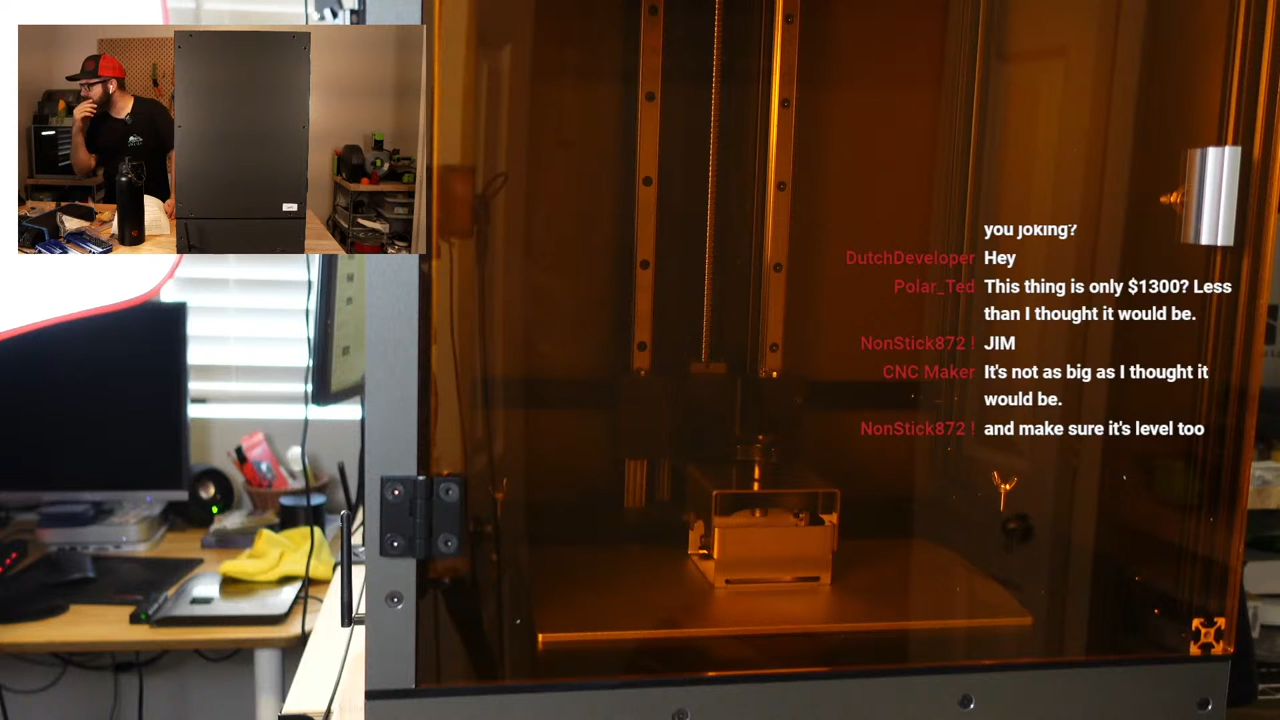 you joking?
DutchDeveloper Hey
Polar_Ted This thing is only $1300? Less
than I thought it would be.
NonStick872 ! JIM
CNC Maker It's not as big as I thought it
would be.
NonStick872 ! and make sure it's level too